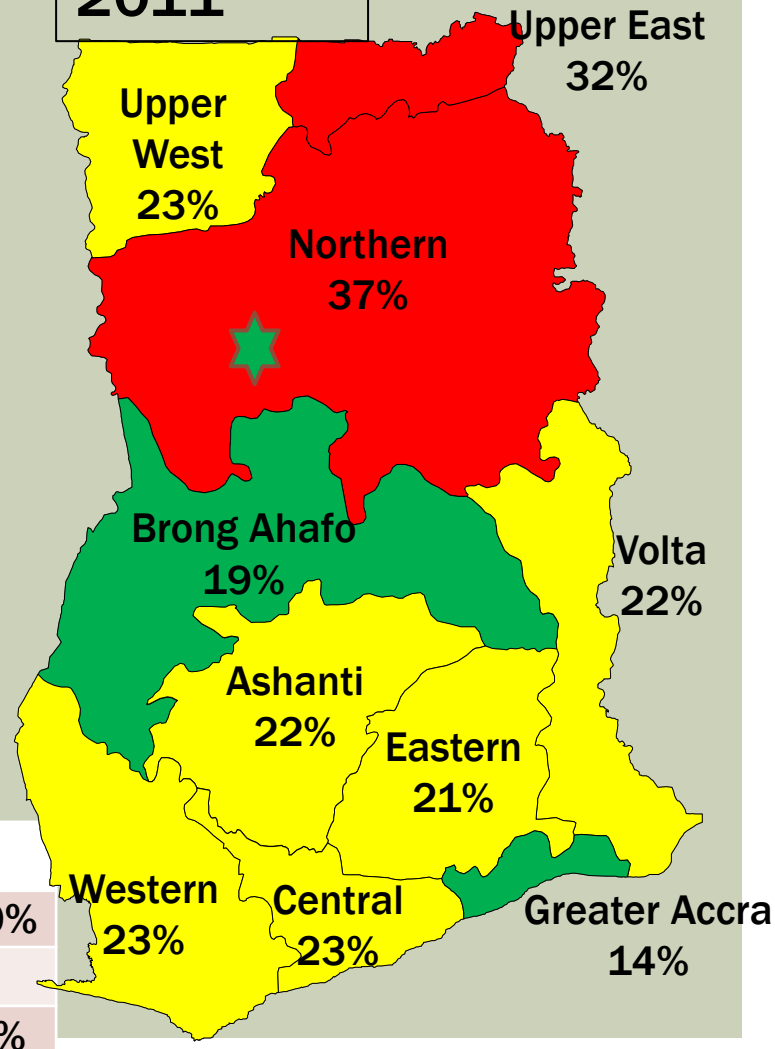 2011
Upper East
32%
Upper
West
23%
Northern
37%
Brong Ahafo
19%
Volta
22%
Ashanti
22%
Eastern
21%
Western
23%
Central
23%
Greater Accra
14%
%
%